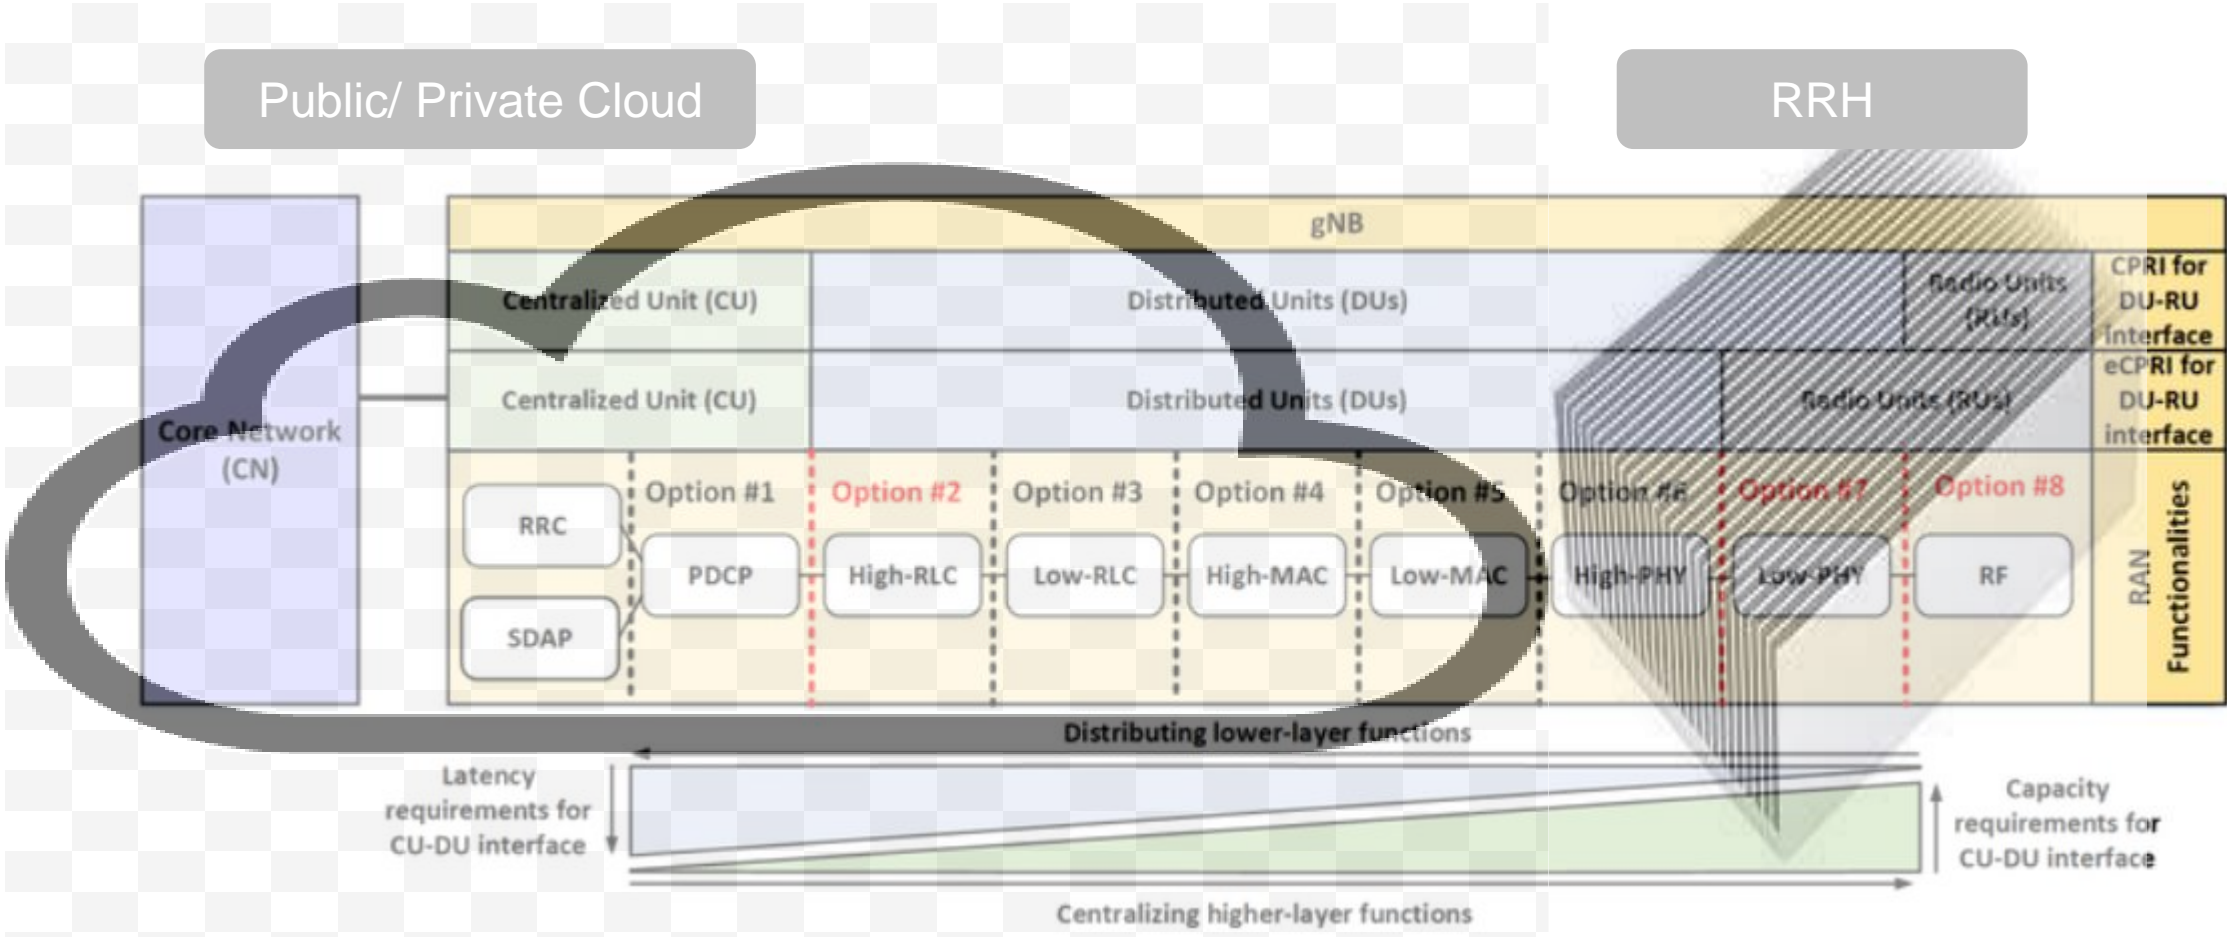 Public/ Private Cloud
RRH
gNB
Centralized Unit (CU)
Distributed Units (DUs)
Radio Units
(RUs)
CPRI for
DU-RU
interface
Centralized Unit (CU)
Distributed Units (DUs)
Radio Units (RUs)
eCPRI for
DU-RU
interface
Core Network
(CN)
Option #1
Option #2
Option #3
Option #4
Option #5
Option #6
Option #7
Option #8
RRC
SDAP
PDCP
High-RLC
Low-RLC
High-MAC
Low-MAC
High-PHY
Low-PHY
RF
RAN
Functionalities
Distributing lower-layer functions
Latency
requirements for
CU-DU interface
Capacity
requirements for
CU-DU interface
Centralizing higher-layer functions